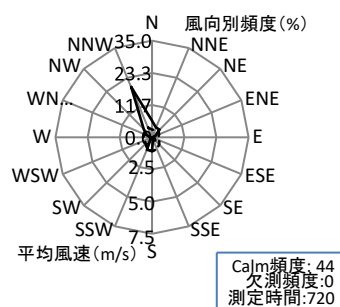 N 風向別頻度(%)
35.0
NNW NNE
NW 23.3 NE
WN... 11.7 ENE
W 0.0 E
WSW 2.5 ESE
SW 5.0 SE
平均風速(m/s) SSW 7.5 SSE
S
Calm頻度: 44
欠測頻度:0
測定時間:720